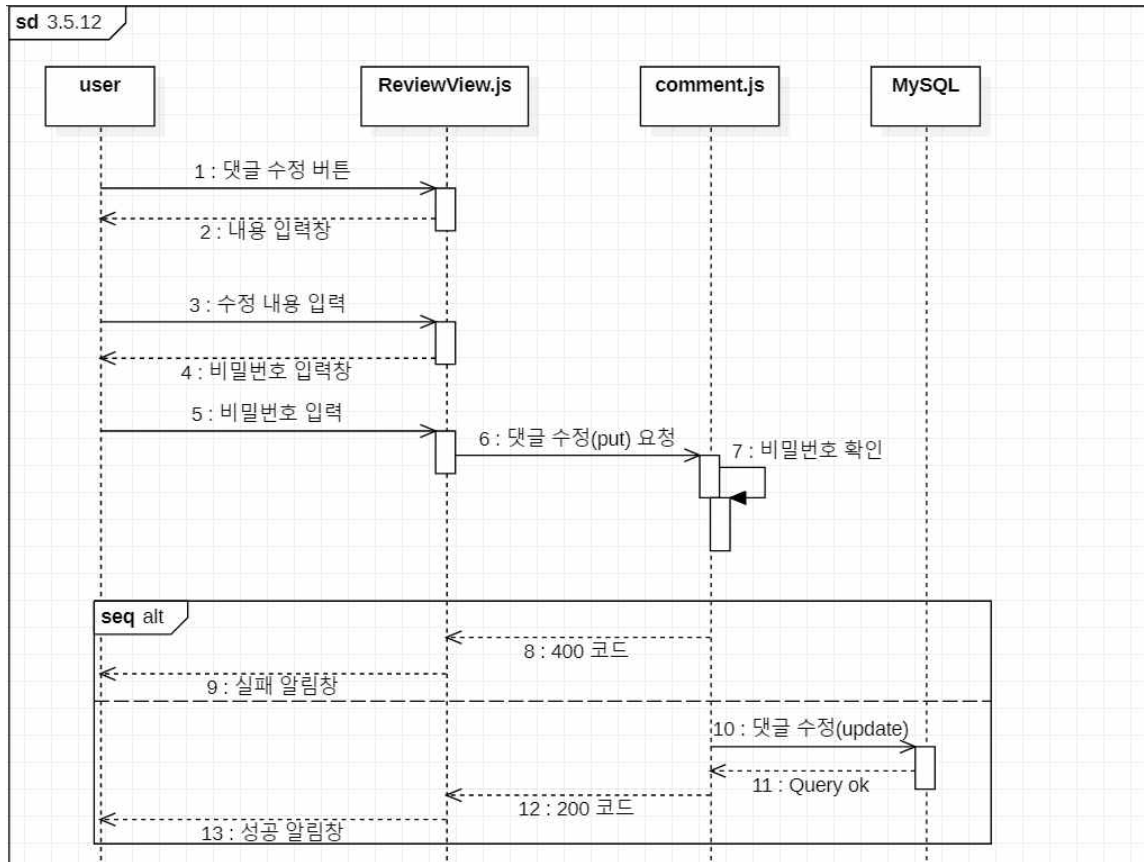 sd 3.5.12
user
ReviewView.js
comment.js
MySQL
1 : 댓글 수정 버튼
2 : 내용 입력창
3 : 수정 내용 입력
4 : 비밀번호 입력창
5 : 비밀번호 입력
6 : 댓글 수정(put) 요청
7 : 비밀번호 확인
seq alt
8 : 400 코드
9 : 실패 알림창
10 : 댓글 수정(update)
11 : Query ok
12 : 200 코드
13 : 성공 알림창